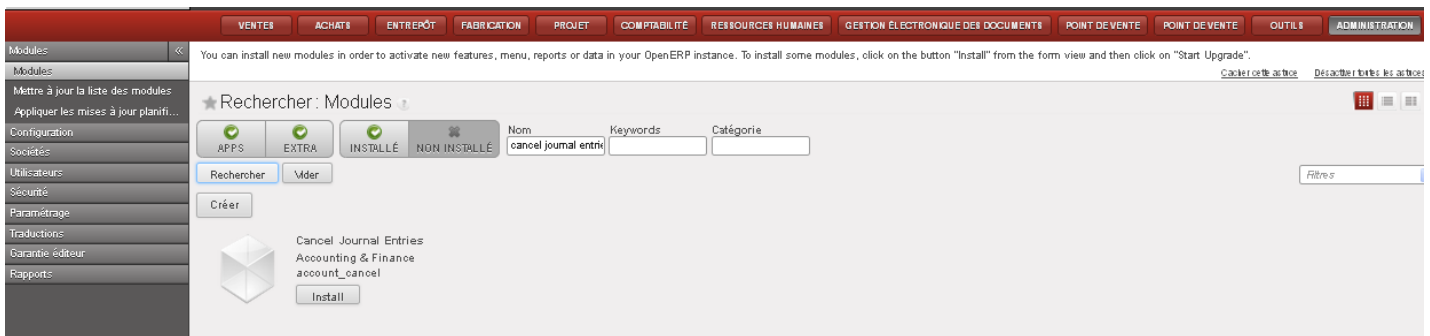 VENTES ACHATS ENTREPÔT FABRICATION PROJET COMPTABILITÉ RESSOURCES HUMAINES GESTION ÉLECTRONIQUE DES DOCUMENTS POINT DE VENTE POINT DE VENTE OUTILS ADMINISTRATION
Modules «
Modules
Mettre à jour la liste des modules
Appliquer les mises à jour planifi...
Configuration
Sociétés
Utilisateurs
Sécurité
Paramétrage
Traductions
Garantie éditeur
Rapports
You can install new modules in order to activate new features, menu, reports or data in your OpenERP instance. To install some modules, click on the button "Install" from the form view and then click on "Start Upgrade".
Cacher cette astuce Désactiver toutes les astuces
Rechercher : Modules
APPS EXTRA INSTALLÉ NON INSTALLÉ
Nom Keywords Catégorie
cancel journal entrie
Rechercher Vider
Filtres
Créer
Cancel Journal Entries
Accounting & Finance
account_cancel
Install